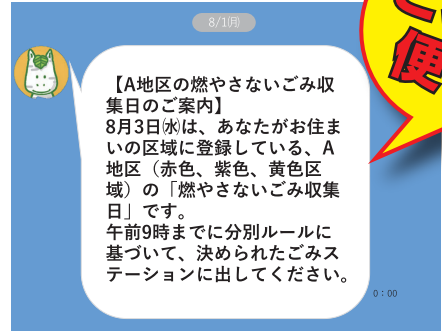 8/1㈪
便
【A地区の燃やさないごみ収
集日のご案内】
8月3日㈬は、あなたがお住ま
いの区域に登録している、A
地区（赤色、紫色、黄色区
域）の「燃やさないごみ収集
日」です。
午前9時までに分別ルールに
基づいて、決められたごみス
テーションに出してください。
0：00